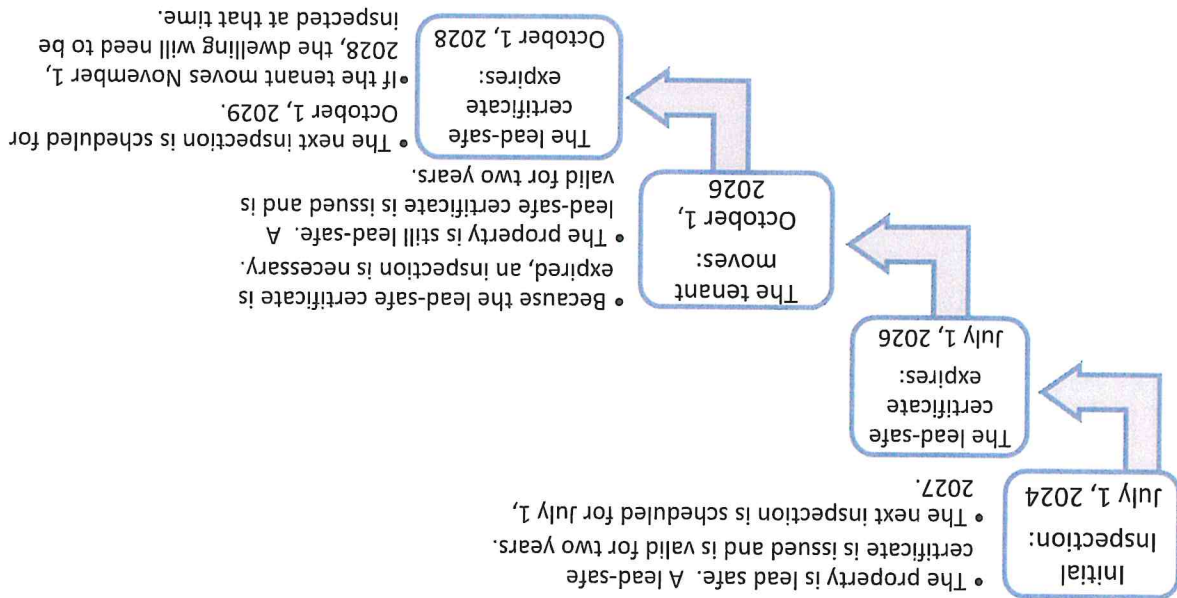 Initial
Inspection:
July 1, 2024
• The property is lead safe. A lead-safe
certificate is issued and is valid for two years.
• The next inspection is scheduled for July 1,
2027.
The lead-safe
certificate
expires:
July 1, 2026
The tenant
moves:
October 1,
2026
• Because the lead-safe certificate is
expired, an inspection is necessary.
• The property is still lead-safe. A
lead-safe certificate is issued and is
valid for two years.
The lead-safe
certificate
expires:
October 1, 2028
• The next inspection is scheduled for
October 1, 2029.
• If the tenant moves November 1,
2028, the dwelling will need to be
inspected at that time.